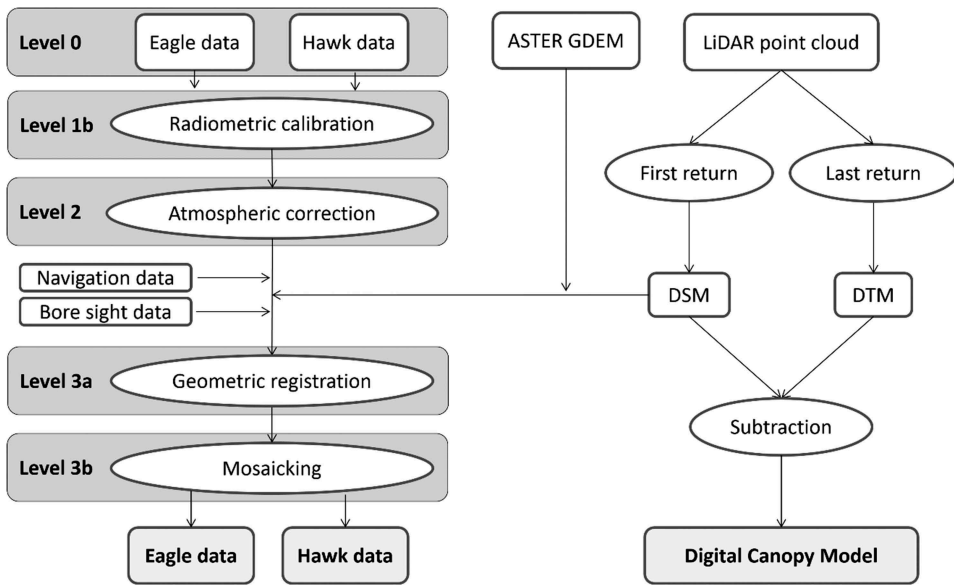 Level 0
Eagle data
Hawk data
ASTER GDEM
LiDAR point cloud
Level 1b
Radiometric calibration
First return
Last return
Level 2
Atmospheric correction
Navigation data
Bore sight data
DSM
DTM
Level 3a
Geometric registration
Subtraction
Level 3b
Mosaicking
Eagle data
Hawk data
Digital Canopy Model